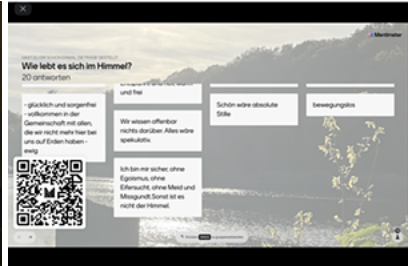 Mentimeter
Wie lebt es sich im Himmel?
20 antworten
und frei
- glücklich und sorgenfrei
- vollkommen in der
Gemeinschaft mit allen,
die wir nicht mehr hier bei
uns auf Erden haben -
ewig
Wir wissen offenbar
nichts darüber. Alles wäre
spekulativ.
Ich bin mir sicher, ohne
Egoismus, ohne
Eifersucht, ohne Meid und
Missgundt.Sonst ist es
nicht der Himmel.
Schön wäre absolute
Stille
bewegungslos